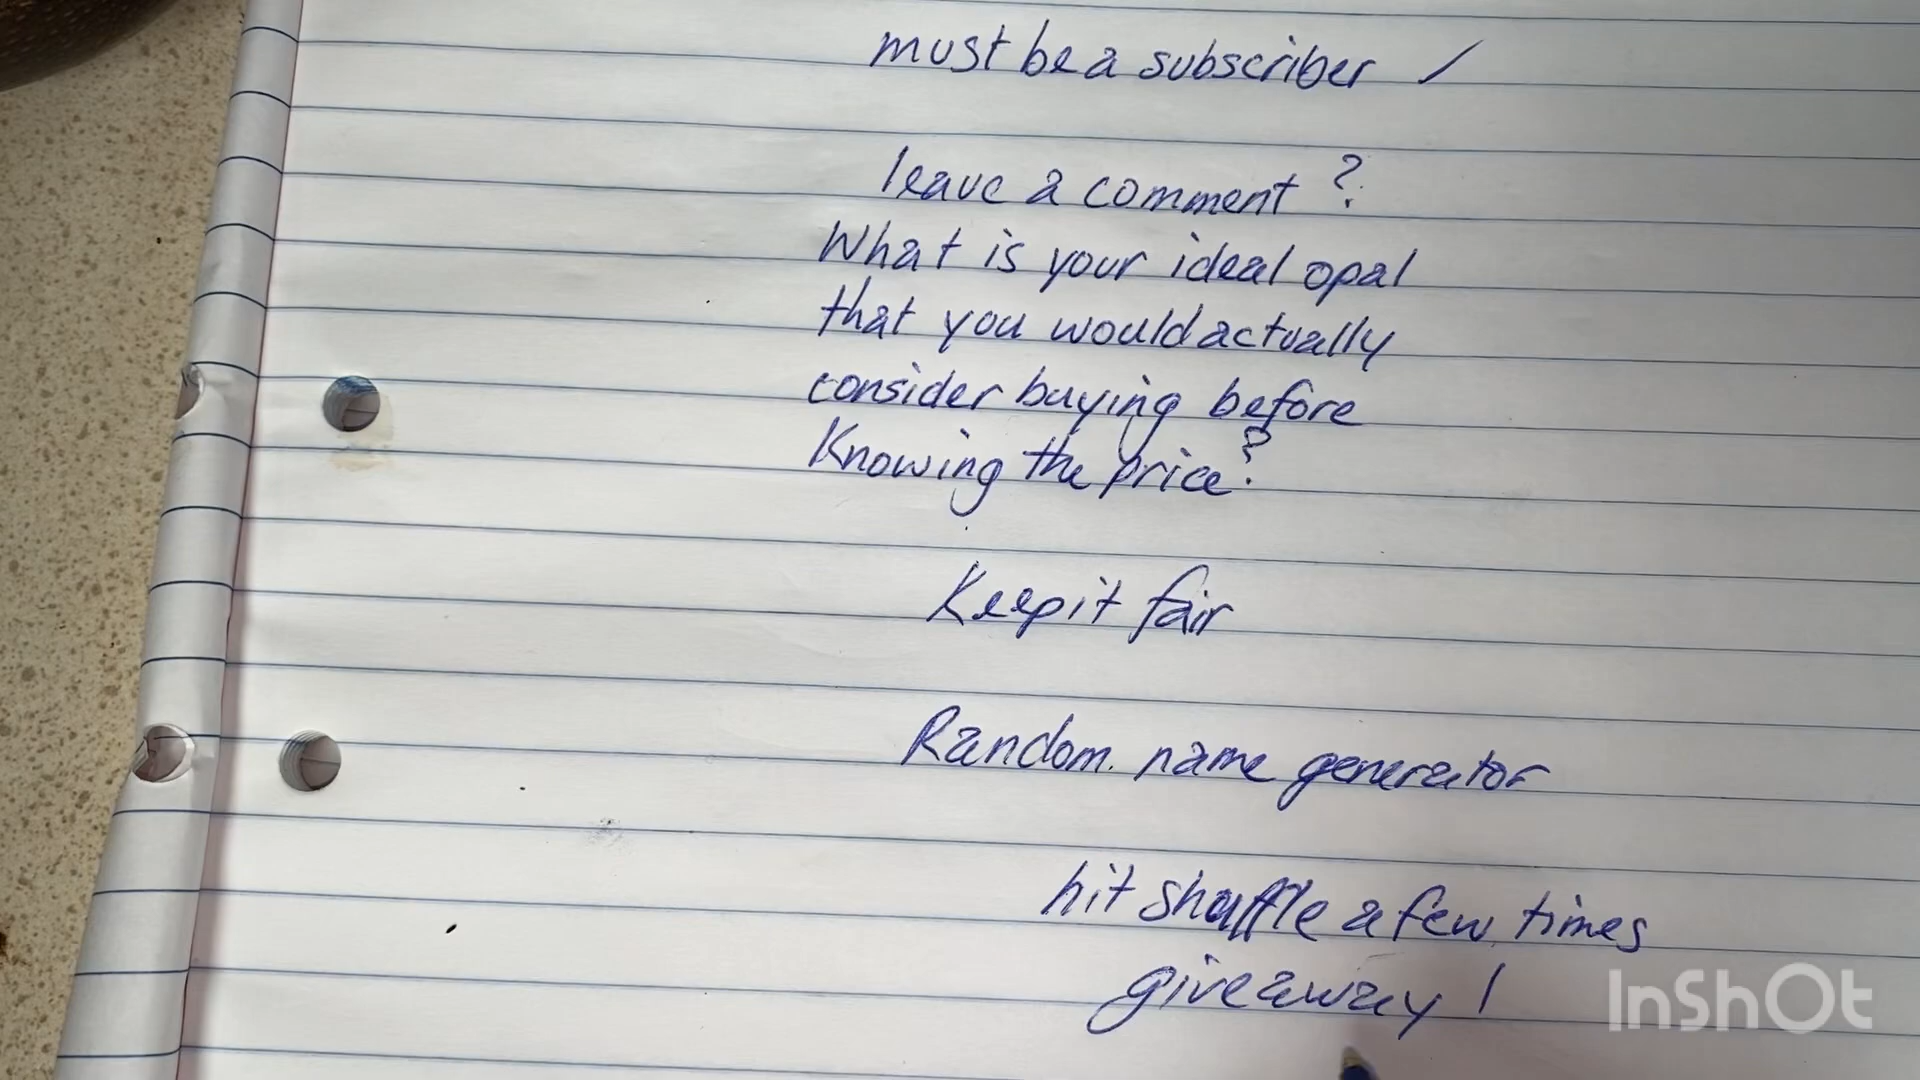 must be a subscriber /
leave a comment ?
What is your ideal opal
that you would actually
consider buying before
Knowing the price?
Keep it fair
Random. name generator
hit shuffle a few times
giveaway !
InShOt